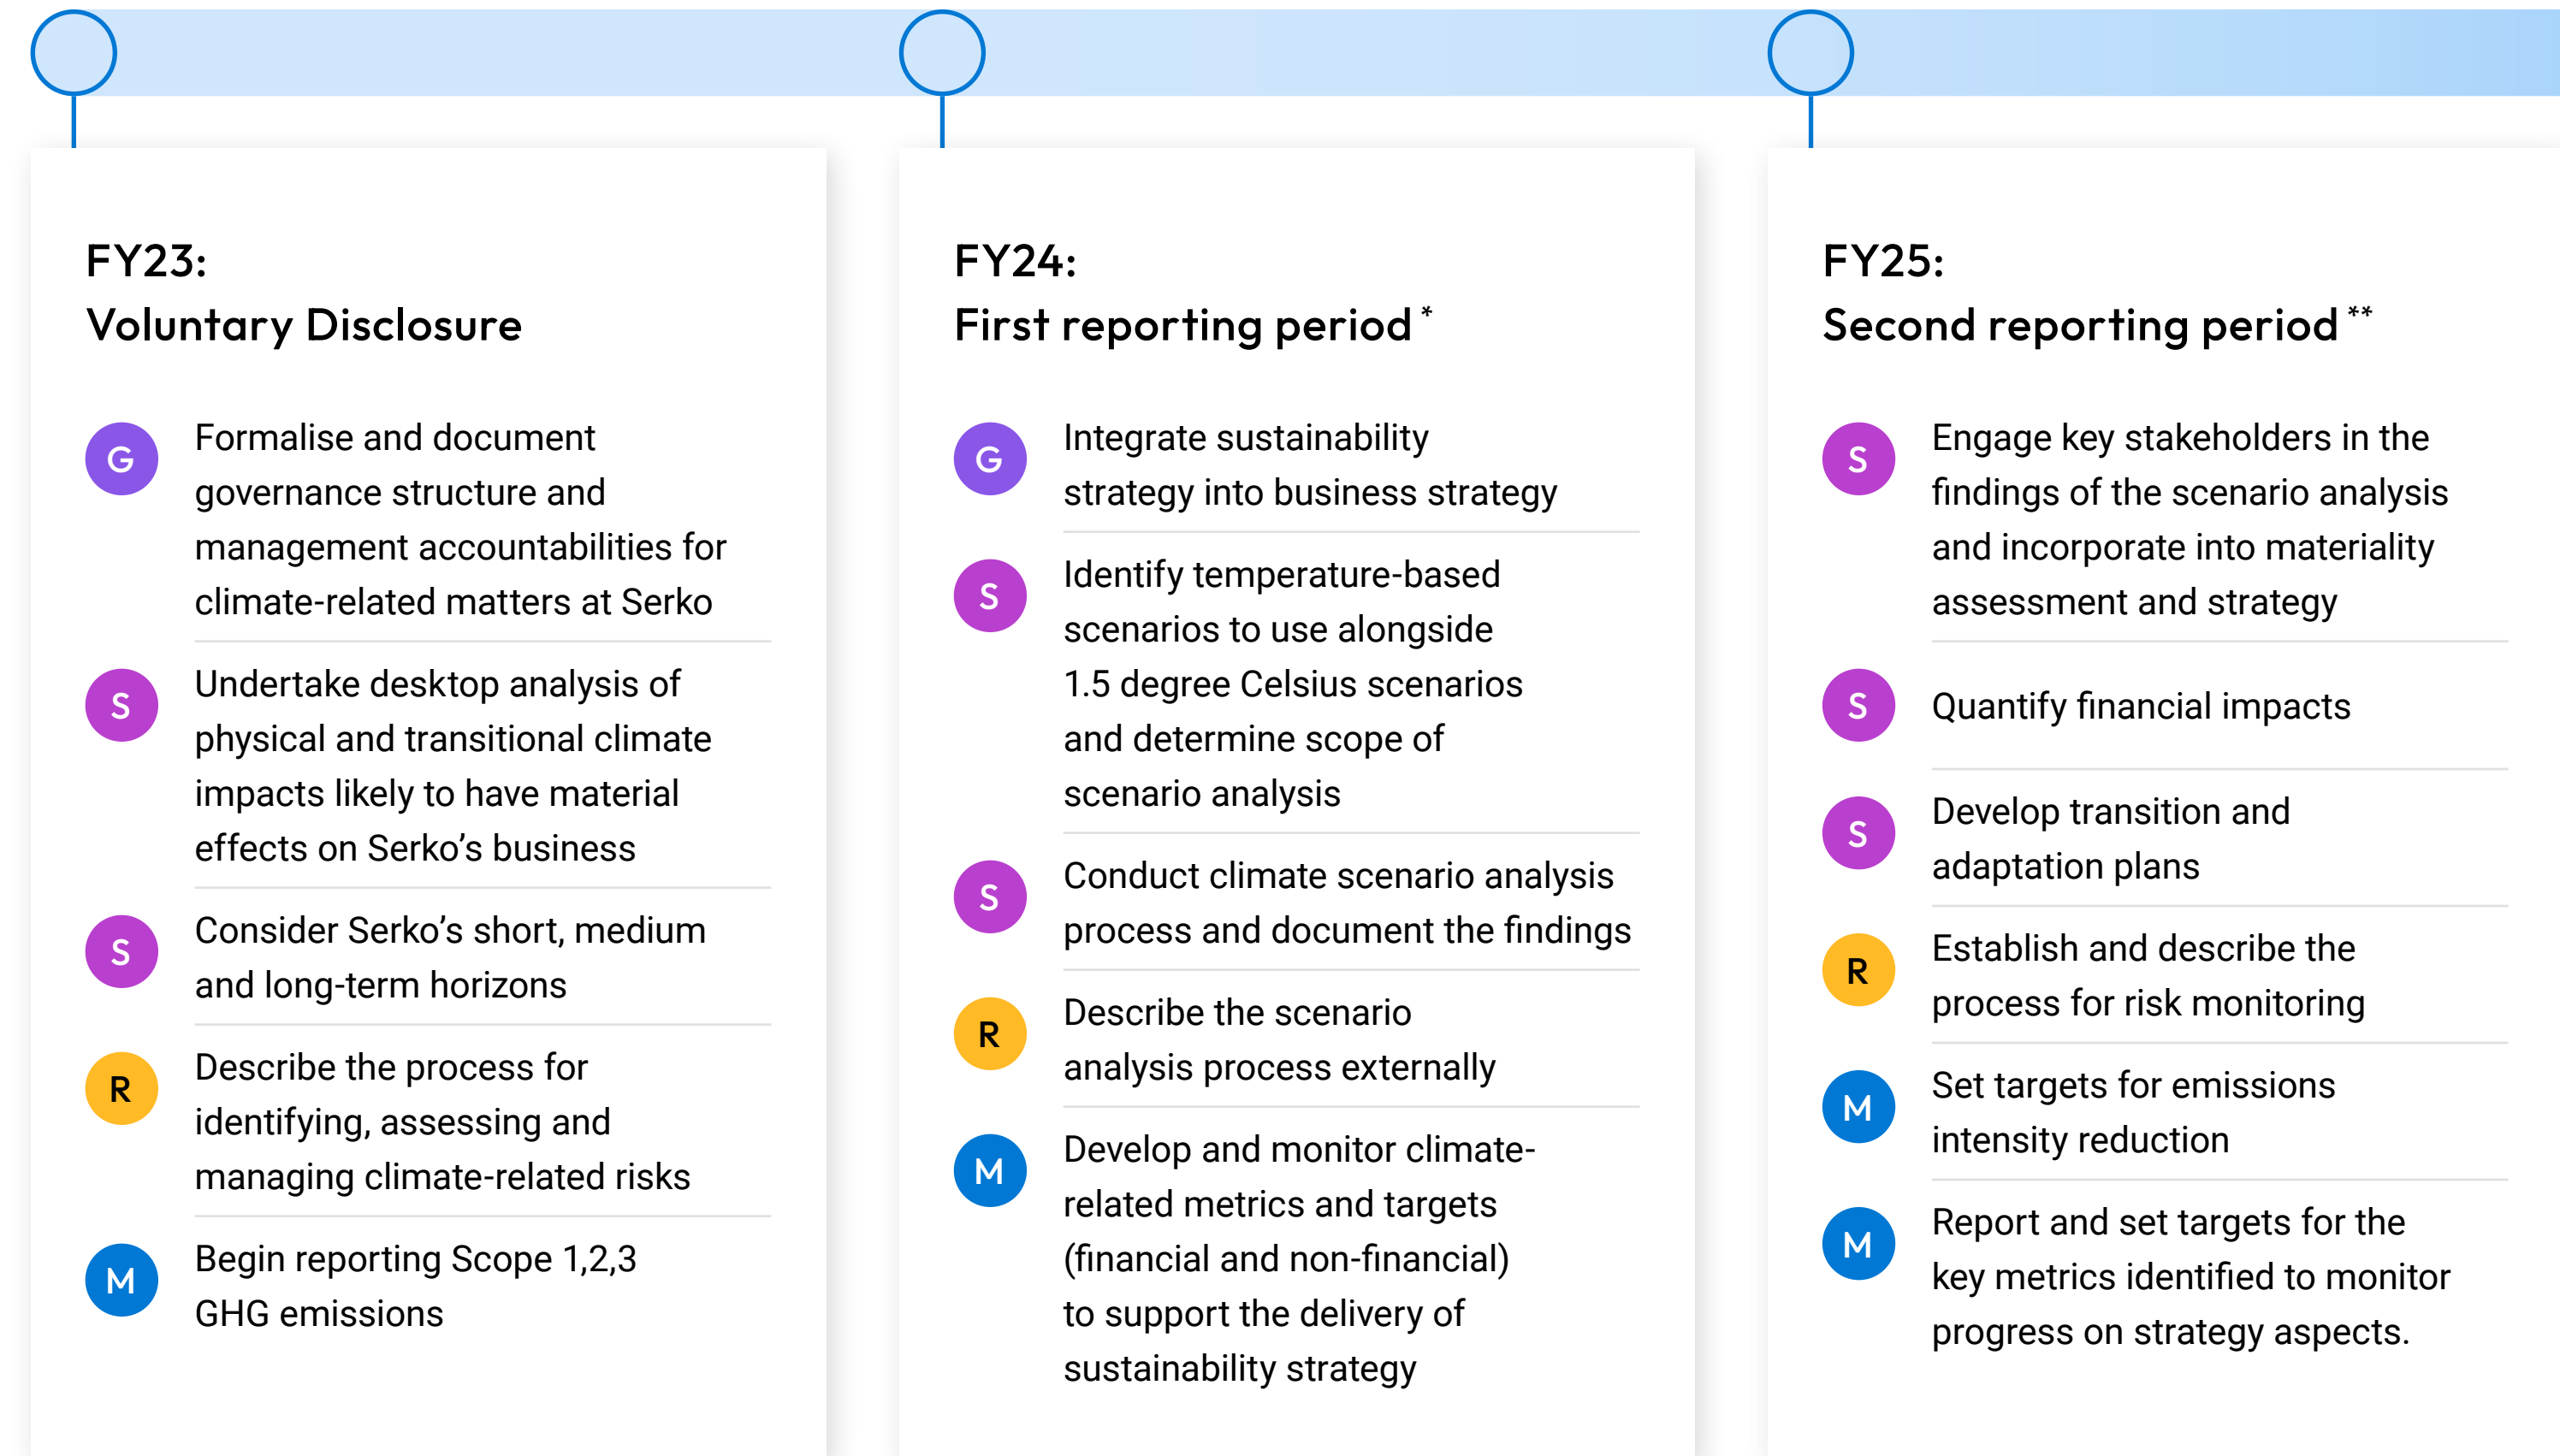 FY23:
Voluntary Disclosure
G
Formalise and document
governance structure and
management accountabilities for
climate-related matters at Serko
S
Undertake desktop analysis of
physical and transitional climate
impacts likely to have material
effects on Serko’s business
S
Consider Serko’s short, medium
and long-term horizons
R
Describe the process for
identifying, assessing and
managing climate-related risks
M
Begin reporting Scope 1,2,3
GHG emissions
FY24:
First reporting period *
G
Integrate sustainability
strategy into business strategy
S
Identify temperature-based
scenarios to use alongside
1.5 degree Celsius scenarios
and determine scope of
scenario analysis
S
Conduct climate scenario analysis
process and document the findings
R
Describe the scenario
analysis process externally
M
Develop and monitor climate-
related metrics and targets
(financial and non-financial)
to support the delivery of
sustainability strategy
FY25:
Second reporting period **
S
Engage key stakeholders in the
findings of the scenario analysis
and incorporate into materiality
assessment and strategy
S
Quantify financial impacts
S
Develop transition and
adaptation plans
R
Establish and describe the
process for risk monitoring
M
Set targets for emissions
intensity reduction
M
Report and set targets for the
key metrics identified to monitor
progress on strategy aspects.